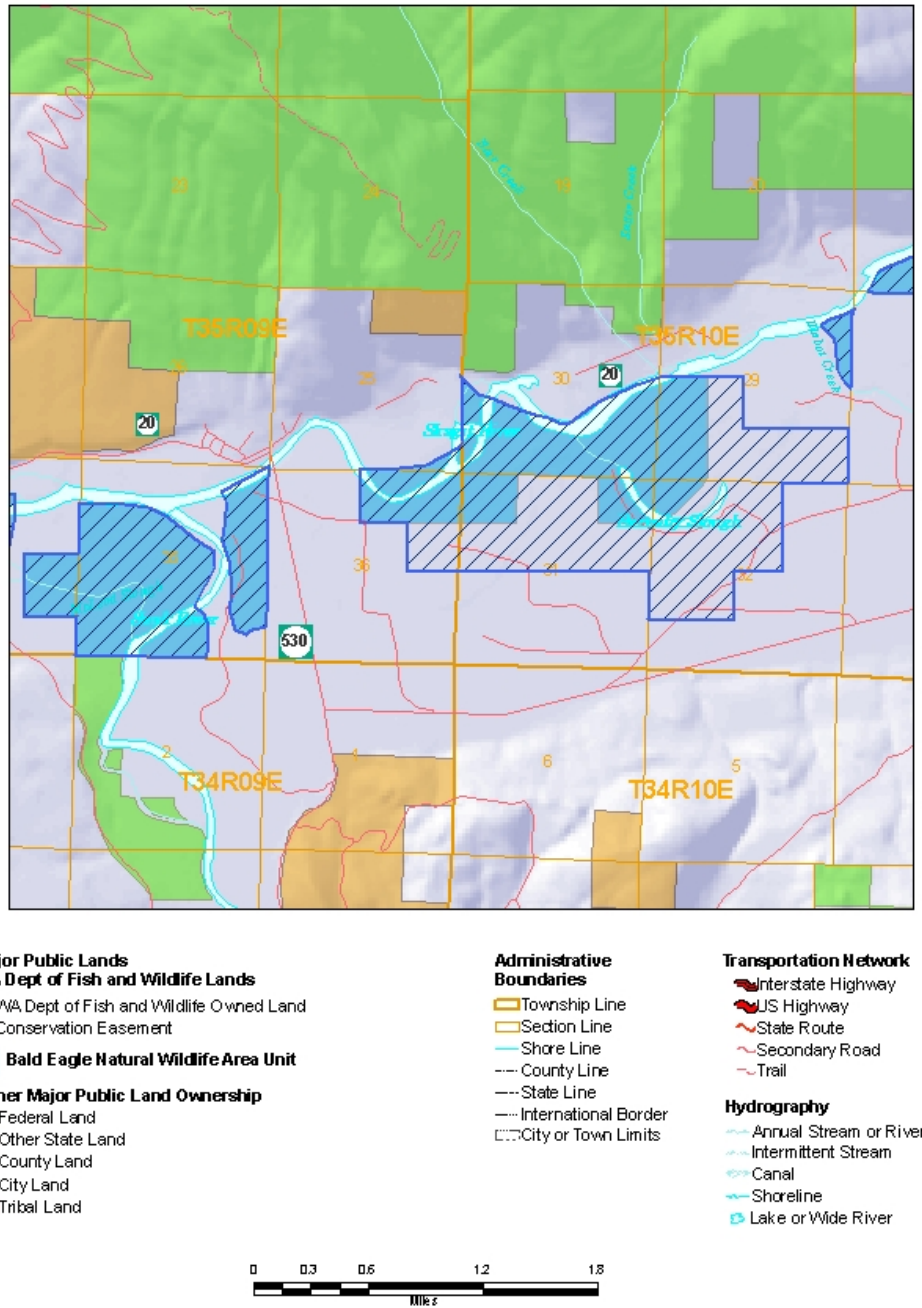 23
24
19
20
T35R09E
T35R10E
25
30
29
20
20
36
31
32
530
2
6
5
T34R09E
T34R10E
jor Public Lands
Dept of Fish and Wildlife Lands
WA Dept of Fish and Wildlife Owned Land
Conservation Easement
Bald Eagle Natural Wildlife Area Unit
her Major Public Land Ownership
Federal Land
Other State Land
County Land
City Land
Tribal Land
Administrative
Boundaries
Township Line
Section Line
Shore Line
County Line
State Line
International Border
City or Town Limits
Transportation Network
Interstate Highway
US Highway
State Route
Secondary Road
Trail
Hydrography
Annual Stream or River
Intermittent Stream
Canal
Shoreline
Lake or Wide River
0 0.3 0.6 1.2 1.8
Miles